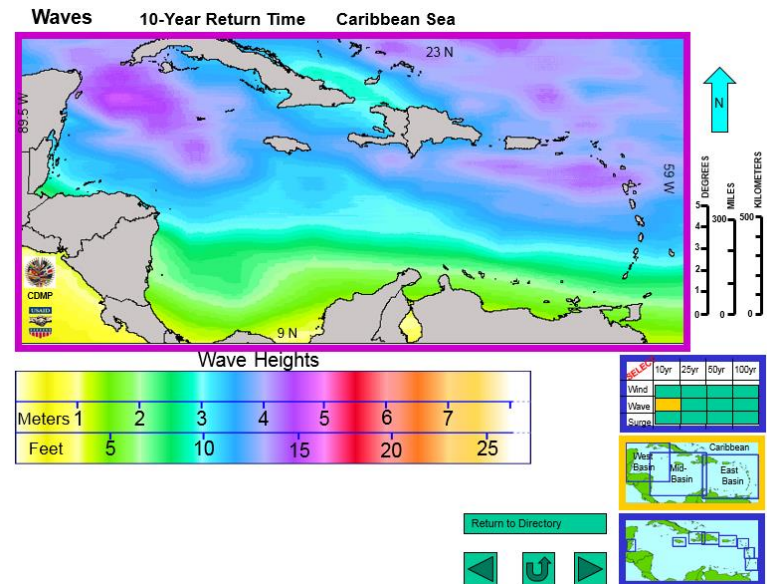 Waves 10-Year Return Time Caribbean Sea
23 N
89.5 W
N
59 W
DEGREES
MILES
KILOMETERS
5 300 500
4
3
2
1
0 0 0
CDMP
USAID
9 N
Wave Heights
Meters 1 2 3 4 5 6 7
Feet 5 10 15 20 25
SELECT 10yr 25yr 50yr 100yr
Wind
Wave
Surge
Caribbean
West Basin
Mid-Basin
East Basin
Return to Directory